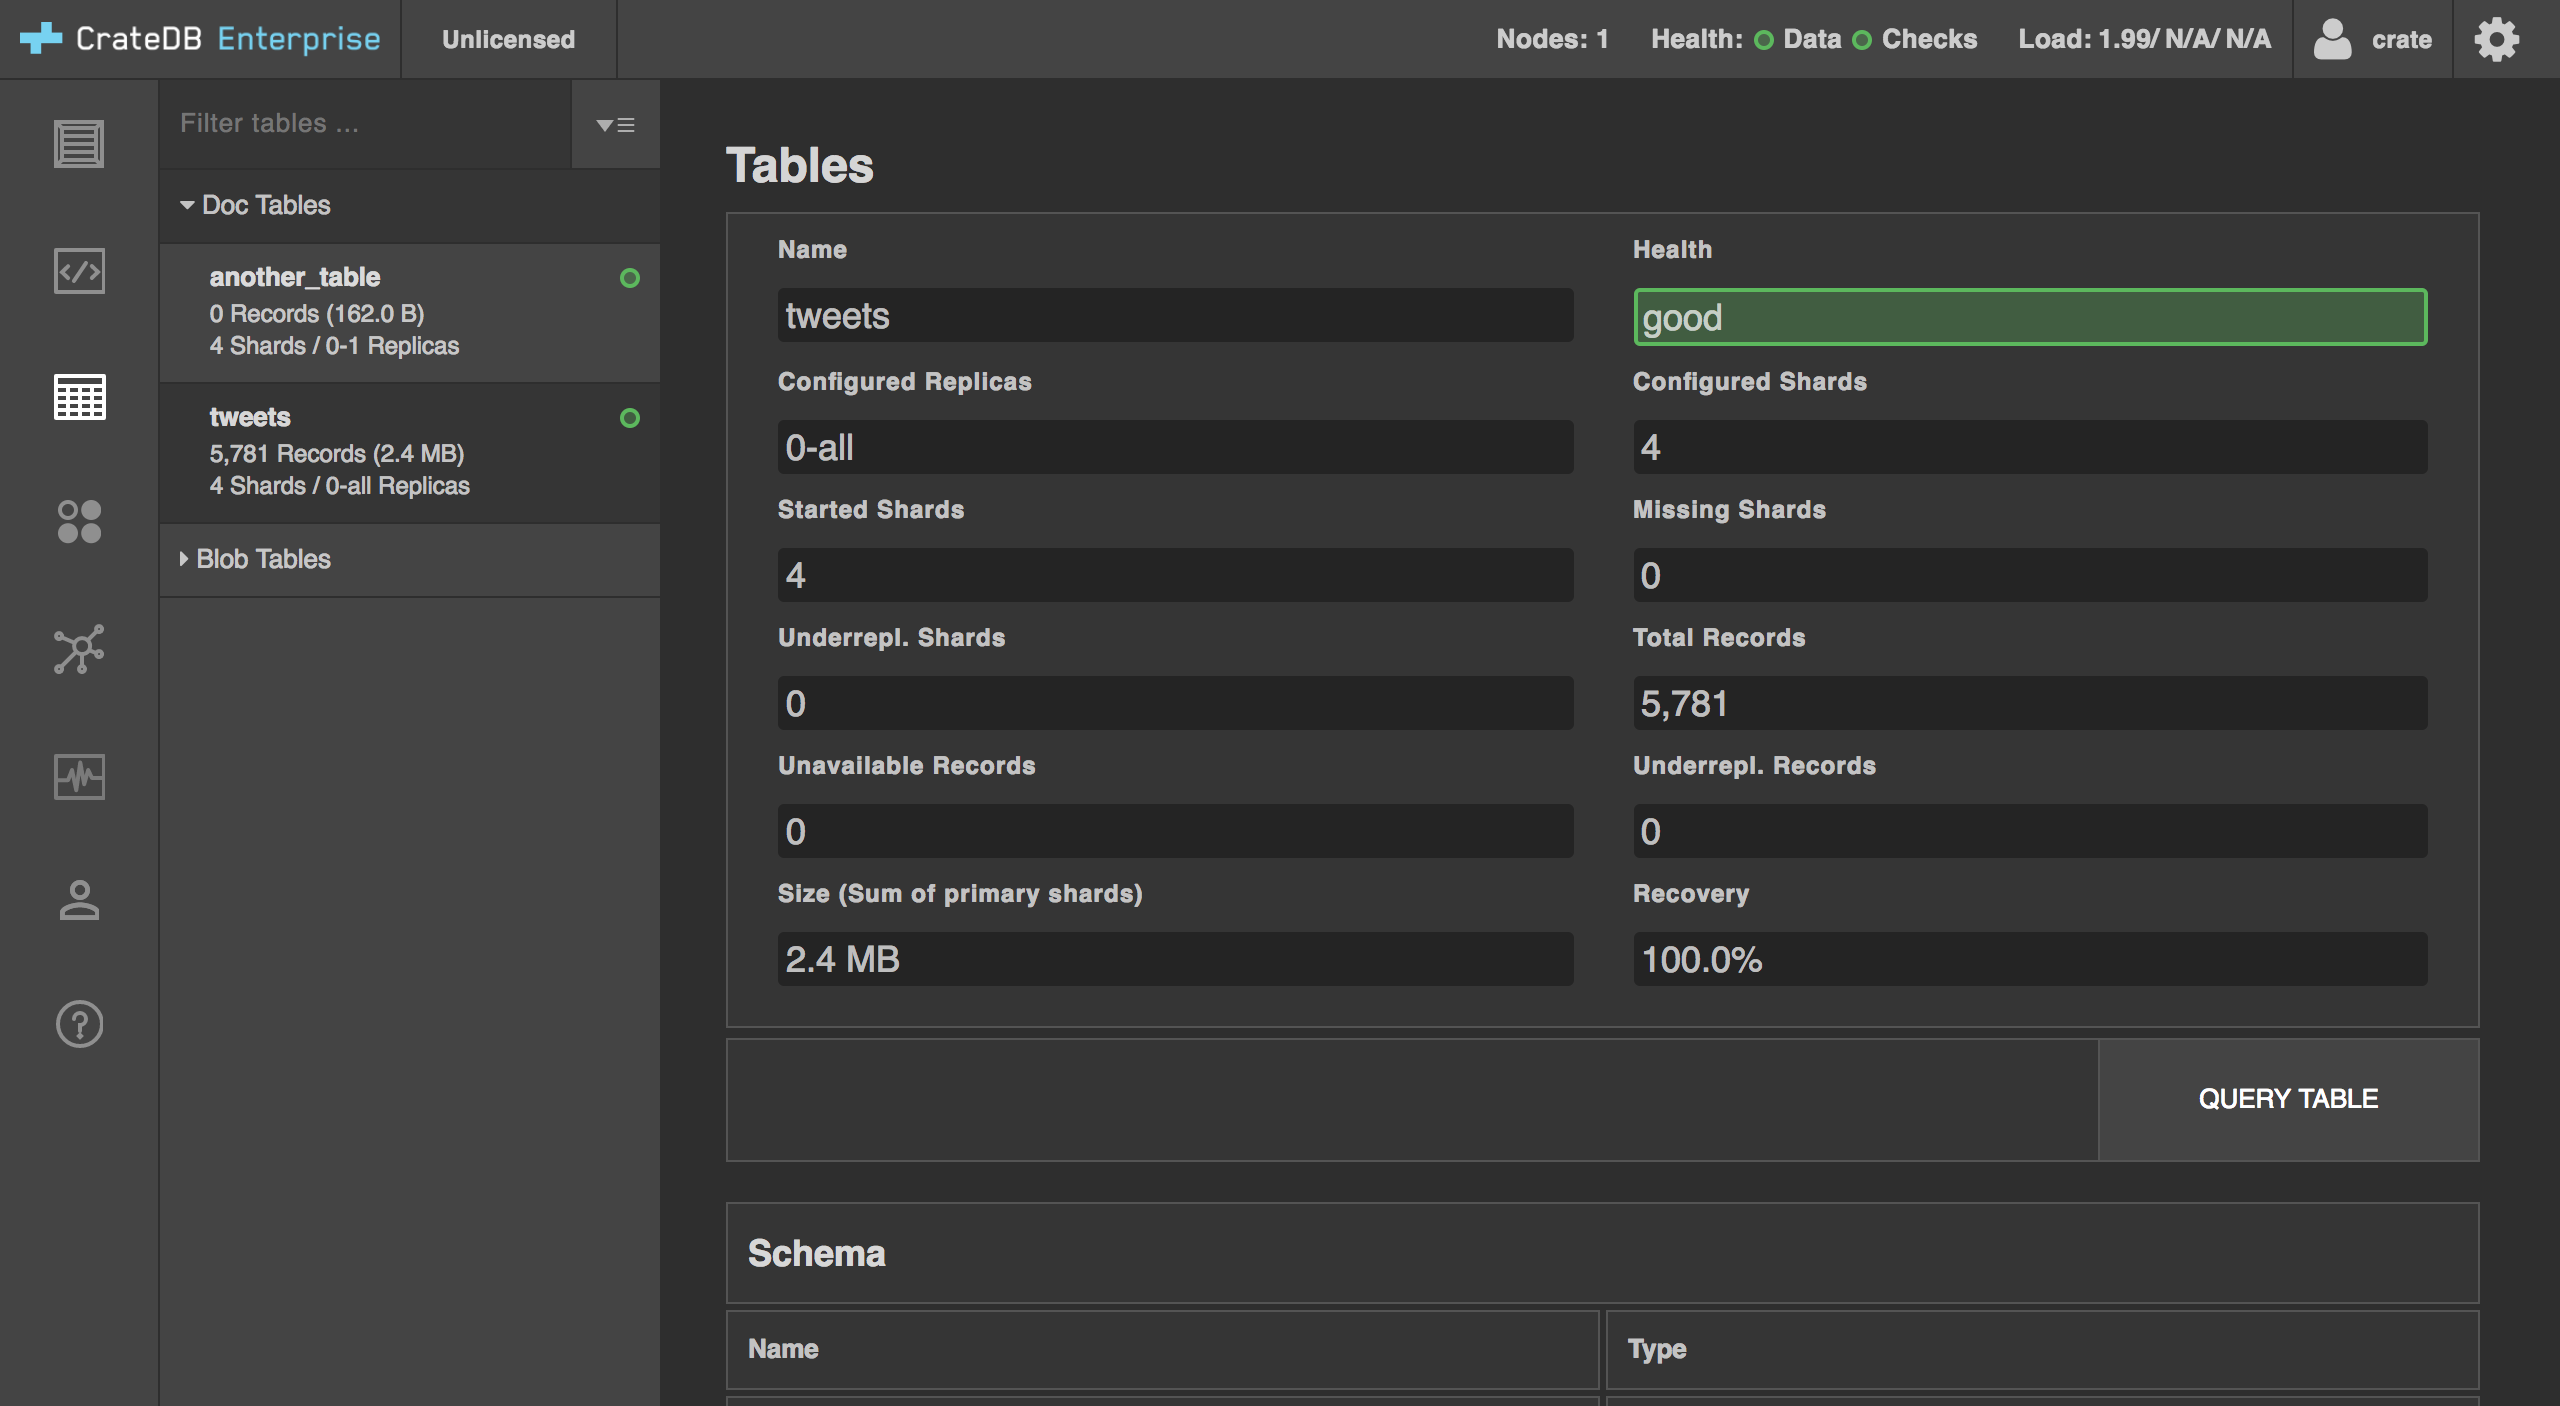 CrateDB Enterprise
Unlicensed
Nodes: 1
Health: Data Checks
Load: 1.99/ N/A/ N/A
crate
Filter tables ...
Doc Tables
another_table
0 Records (162.0 B)
4 Shards / 0-1 Replicas
tweets
5,781 Records (2.4 MB)
4 Shards / 0-all Replicas
Blob Tables
Tables
Name
tweets
Health
good
Configured Replicas
0-all
Configured Shards
4
Started Shards
4
Missing Shards
0
Underrepl. Shards
0
Total Records
5,781
Unavailable Records
0
Underrepl. Records
0
Size (Sum of primary shards)
2.4 MB
Recovery
100.0%
QUERY TABLE
Schema
Name
Type